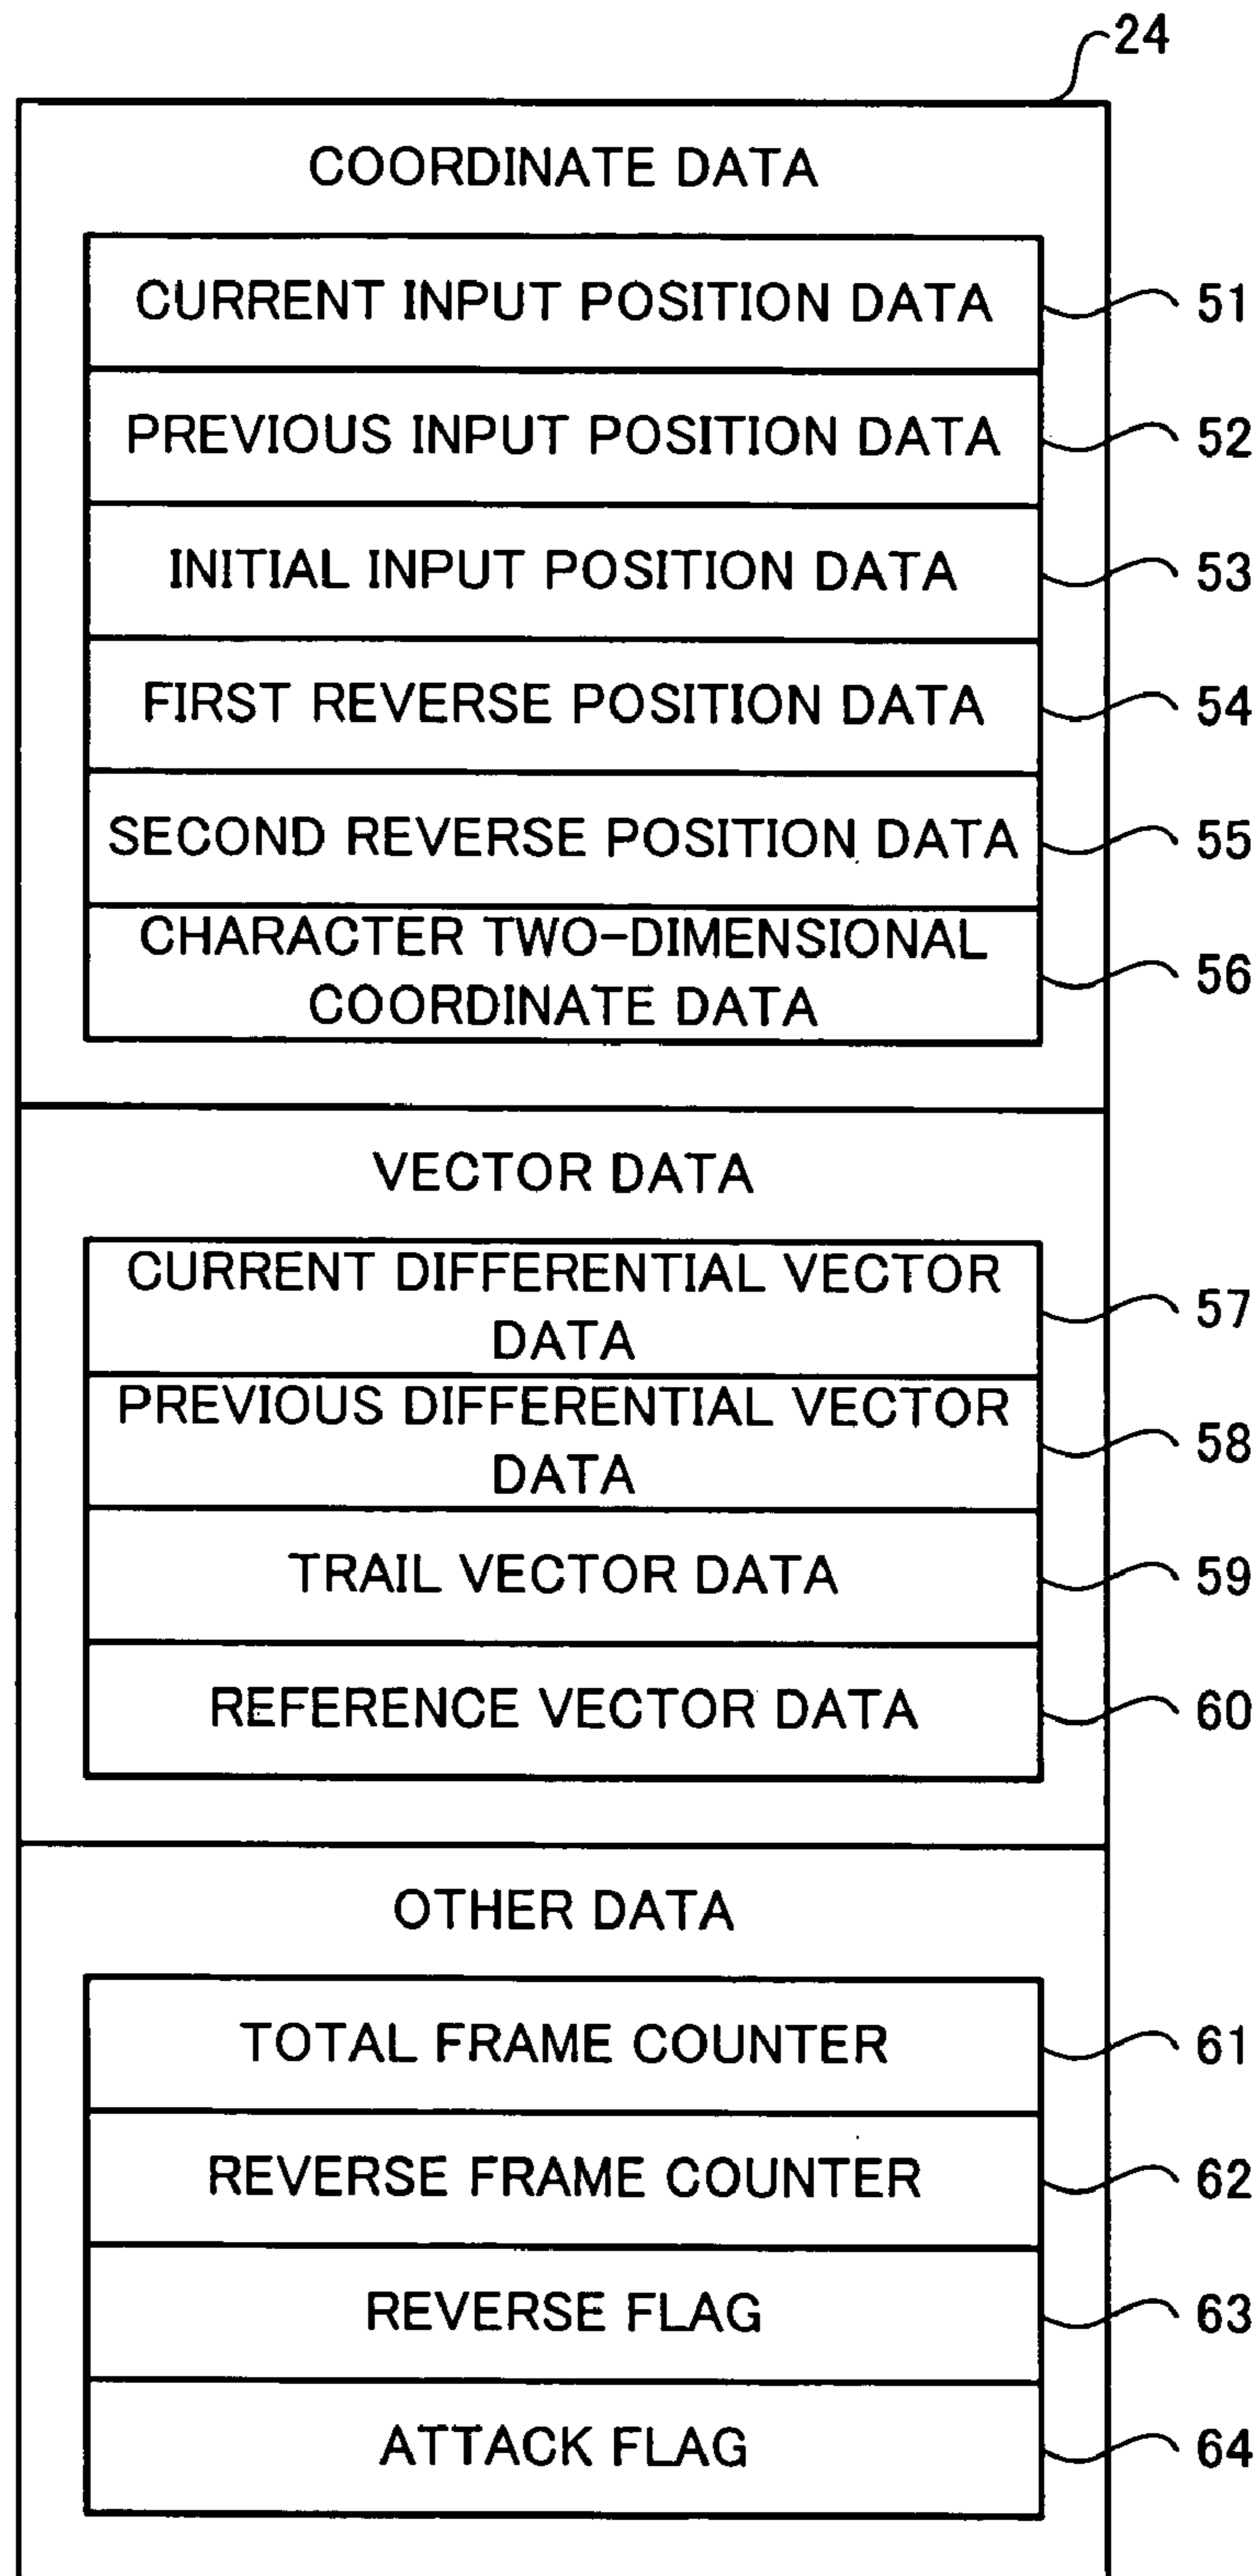 24
COORDINATE DATA
CURRENT INPUT POSITION DATA 51
PREVIOUS INPUT POSITION DATA 52
INITIAL INPUT POSITION DATA 53
FIRST REVERSE POSITION DATA 54
SECOND REVERSE POSITION DATA 55
CHARACTER TWO-DIMENSIONAL
COORDINATE DATA 56
VECTOR DATA
CURRENT DIFFERENTIAL VECTOR
DATA 57
PREVIOUS DIFFERENTIAL VECTOR
DATA 58
TRAIL VECTOR DATA 59
REFERENCE VECTOR DATA 60
OTHER DATA
TOTAL FRAME COUNTER 61
REVERSE FRAME COUNTER 62
REVERSE FLAG 63
ATTACK FLAG 64